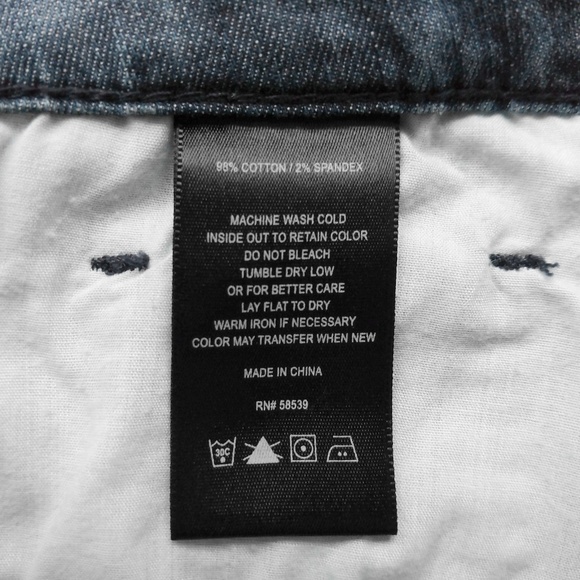 98% COTTON / 2% SPANDEX
MACHINE WASH COLD
INSIDE OUT TO RETAIN COLOR
DO NOT BLEACH
TUMBLE DRY LOW
OR FOR BETTER CARE
LAY FLAT TO DRY
WARM IRON IF NECESSARY
COLOR MAY TRANSFER WHEN NEW
MADE IN CHINA
RN# 58539
30C